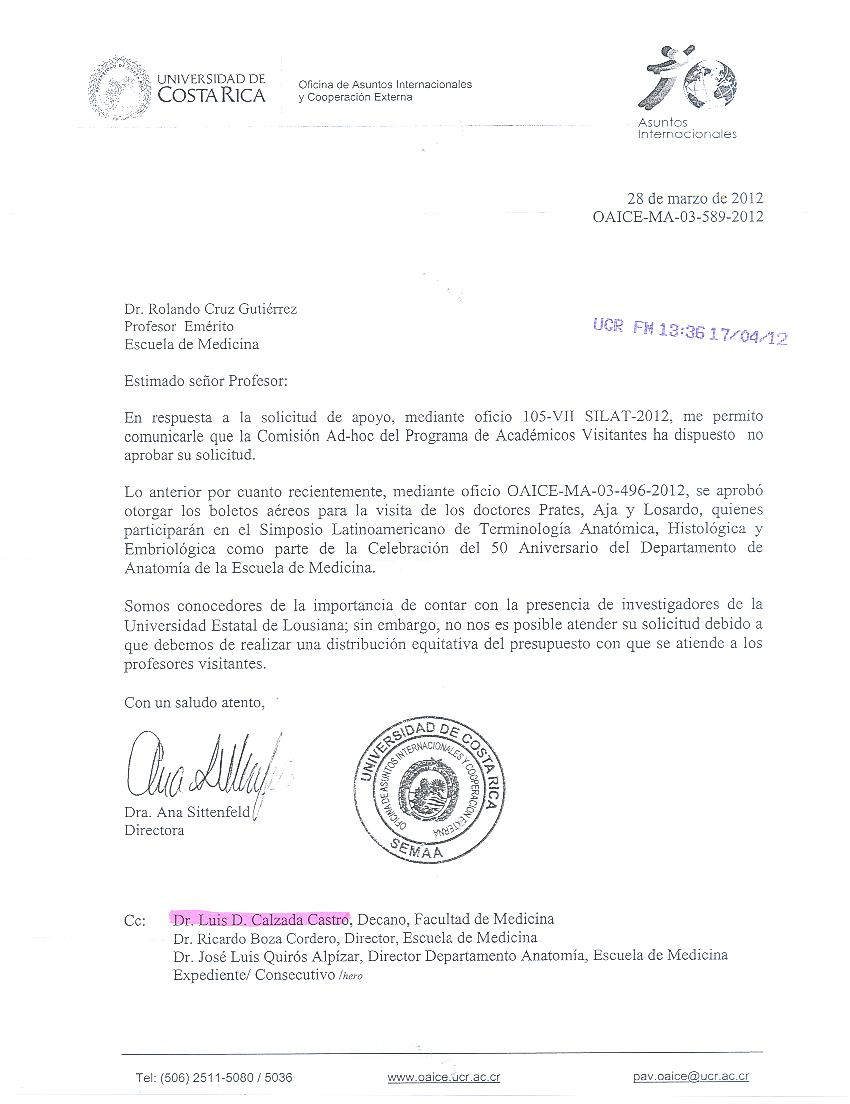 UNIVERSIDAD DE
COSTA RICA
Oficina de Asuntos Internacionales
y Cooperación Externa
Asuntos
Internacionales
28 de marzo de 2012
OAICE-MA-03-589-2012
Dr. Rolando Cruz Gutiérrez
Profesor Emérito
Escuela de Medicina
UCR FM 13:36 17/04/12
Estimado señor Profesor:
En respuesta a la solicitud de apoyo, mediante oficio 105-VII SILAT-2012, me permito
comunicarle que la Comisión Ad-hoc del Programa de Académicos Visitantes ha dispuesto no
aprobar su solicitud.
Lo anterior por cuanto recientemente, mediante oficio OAICE-MA-03-496-2012, se aprobó
otorgar los boletos aéreos para la visita de los doctores Prates, Aja y Losardo, quienes
participarán en el Simposio Latinoamericano de Terminología Anatómica, Histológica y
Embriológica como parte de la Celebración del 50 Aniversario del Departamento de
Anatomía de la Escuela de Medicina.
Somos conocedores de la importancia de contar con la presencia de investigadores de la
Universidad Estatal de Lousiana; sin embargo, no nos es posible atender su solicitud debido a
que debemos de realizar una distribución equitativa del presupuesto con que se atiende a los
profesores visitantes.
Con un saludo atento,
Dra. Ana Sittenfeld
Directora
UNIVERSIDAD DE COSTA RICA
OFICINA DE ASUNTOS INTERNACIONALES Y COOPERACION EXTERNA
SEMAA
Cc: Dr. Luis D. Calzada Castro, Decano, Facultad de Medicina
Dr. Ricardo Boza Cordero, Director, Escuela de Medicina
Dr. José Luis Quirós Alpízar, Director Departamento Anatomía, Escuela de Medicina
Expediente/ Consecutivo /hero
Tel: (506) 2511-5080 / 5036 www.oaice.ucr.ac.cr pav.oaice@ucr.ac.cr